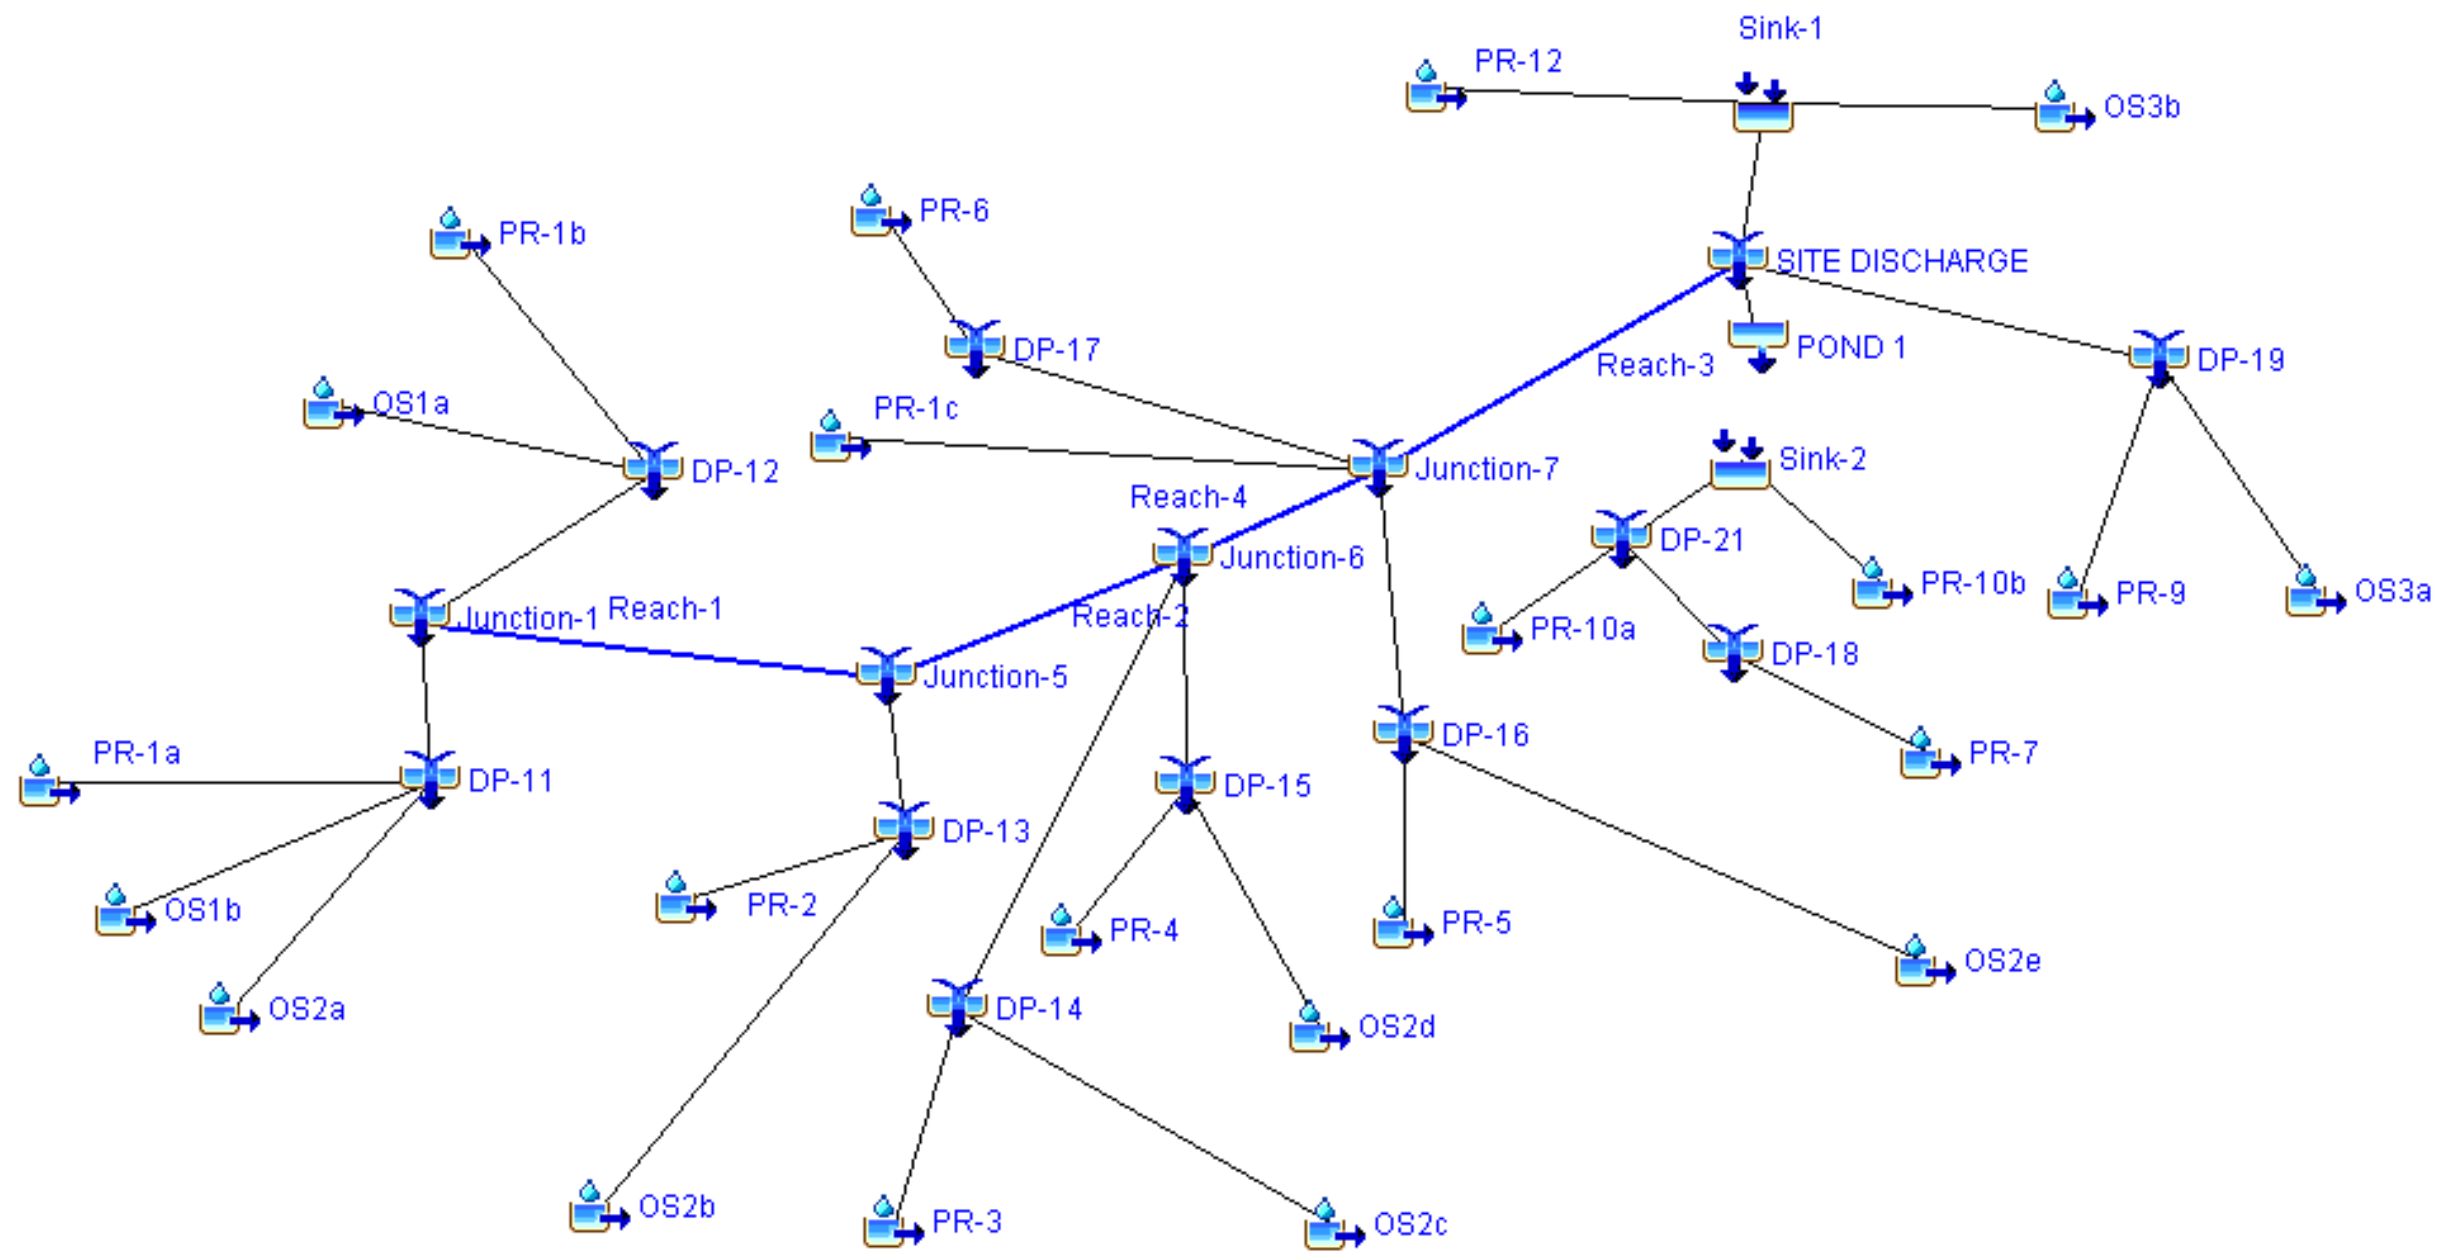 Sink-1
PR-12
OS3b
PR-6
PR-1b
SITE DISCHARGE
POND 1
DP-17
DP-19
Reach-3
OS1a
PR-1c
DP-12
Junction-7
Sink-2
Reach-4
DP-21
Junction-6
PR-10b
PR-9
OS3a
Junction-1
Reach-1
Reach-2
PR-10a
DP-18
Junction-5
DP-16
PR-1a
PR-7
DP-11
DP-15
DP-13
PR-2
OS1b
PR-4
PR-5
OS2e
OS2a
DP-14
OS2d
OS2b
PR-3
OS2c